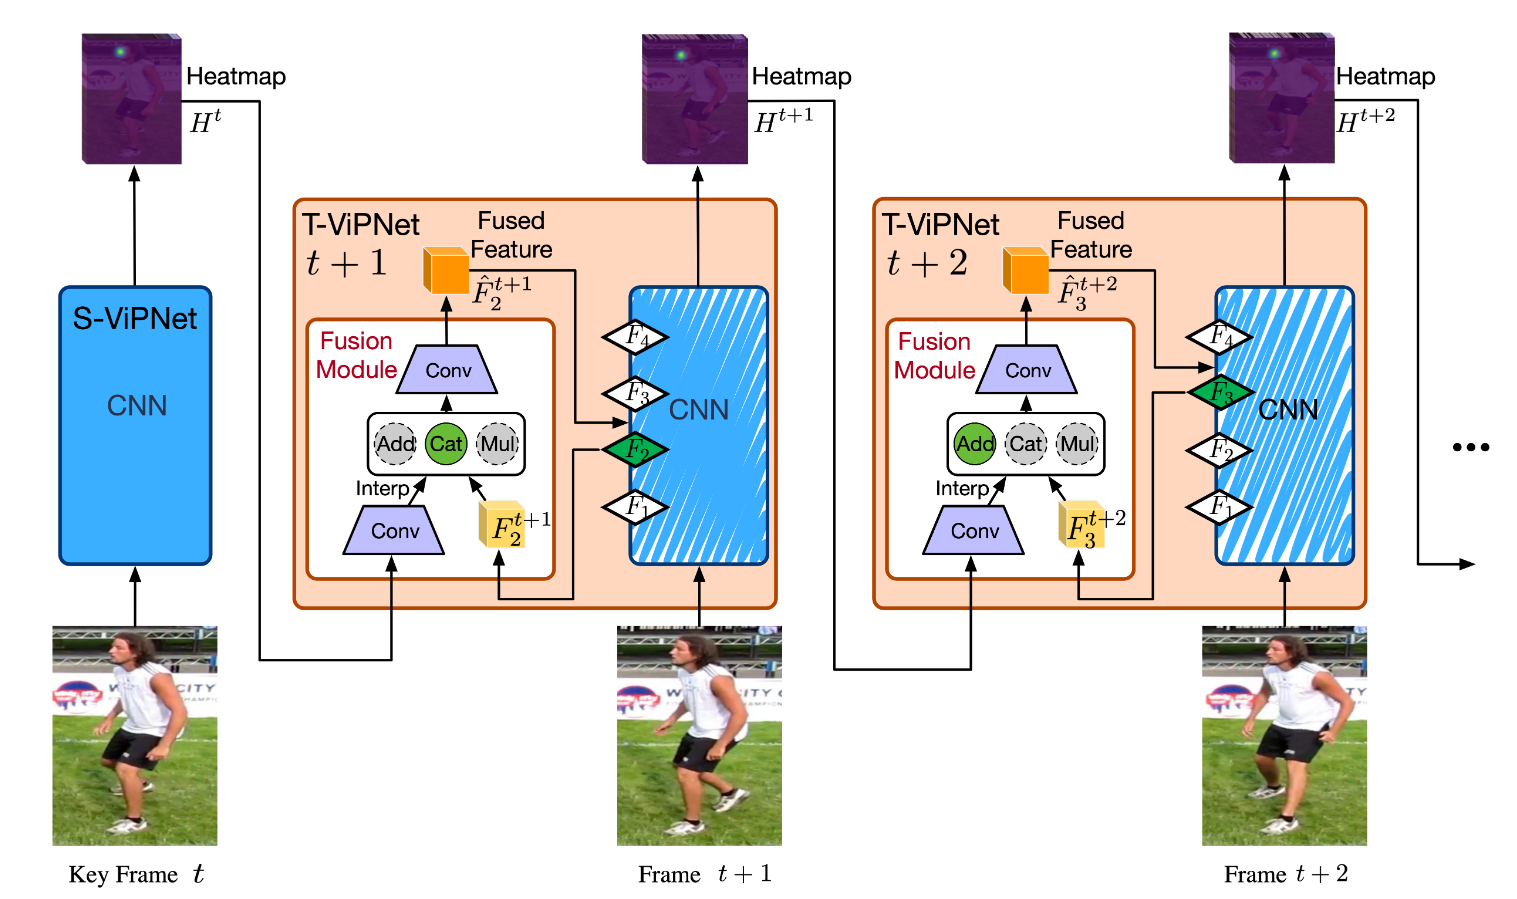 Heatmap
H^t
Heatmap
H^{t+1}
Heatmap
H^{t+2}
S-ViPNet
CNN
T-ViPNet
t + 1
Fused
Feature
\hat{F}_2^{t+1}
Fusion
Module
Conv
Add Cat Mul
Interp
Conv
F_2^{t+1}
F_4
F_3
F_2
F_1
CNN
T-ViPNet
t + 2
Fused
Feature
\hat{F}_3^{t+2}
Fusion
Module
Conv
Add Cat Mul
Interp
Conv
F_3^{t+2}
F_4
F_3
F_2
F_1
CNN
•••
Key Frame t
Frame t + 1
Frame t + 2